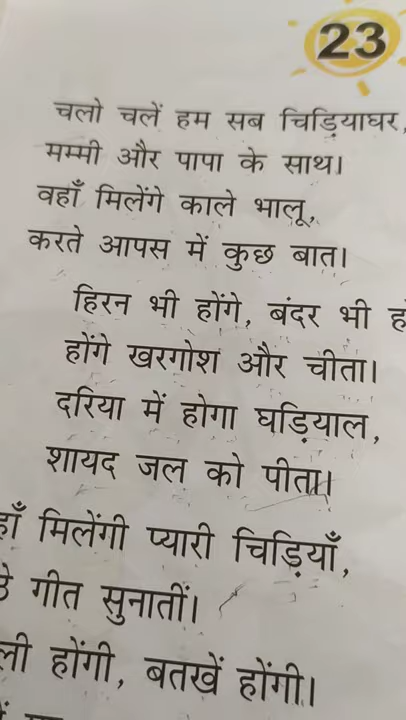 23
चलो चलें हम सब चिड़ियाघर,
मम्मी और पापा के साथ।
वहाँ मिलेंगे काले भालू,
करते आपस में कुछ बात।
हिरन भी होंगे, बंदर भी
होंगे खरगोश और चीता।
दरिया में होगा घड़ियाल,
शायद जल को पीता।
मिलेंगी प्यारी चिड़ियाँ,
गीत सुनातीं।
होंगी, बतखें होंगी।